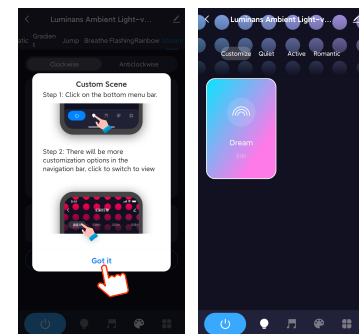 Luminans Ambient Light-v...
Gradien
t
Jump Breathe Flashing Rainbow
Clockwise Anticlockwise
Custom Scene
Step 1: Click on the bottom menu bar.
Step 2: There will be more
customization options in the
navigation bar, click to switch to view
Got it
Luminans Ambient Light-v...
Customize Quiet Active Romantic
Dream
Edit